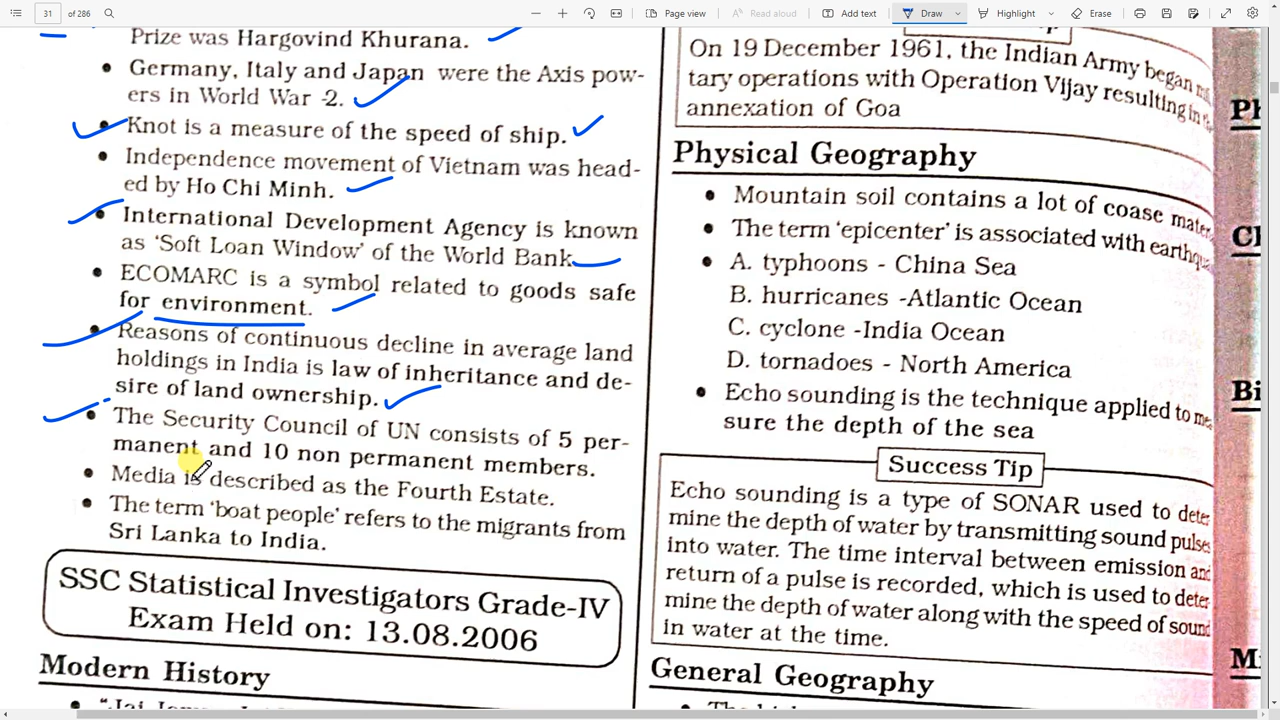 31
of 286
Page view
Read aloud
Add text
Draw
Highlight
Erase
Prize was Hargovind Khurana.
• Germany, Italy and Japan were the Axis pow-
ers in World War -2.
• Knot is a measure of the speed of ship.
• Independence movement of Vietnam was head-
ed by Ho Chi Minh.
• International Development Agency is known
as 'Soft Loan Window' of the World Bank
• ECOMARC is a symbol related to goods safe
for environment.
• Reasons of continuous decline in average land
holdings in India is law of inheritance and de-
sire of land ownership.
• The Security Council of UN consists of 5 per-
manent and 10 non permanent members.
• Media is described as the Fourth Estate.
• The term 'boat people' refers to the migrants from
Sri Lanka to India.
SSC Statistical Investigators Grade-IV
Exam Held on: 13.08.2006
Modern History
On 19 December 1961, the Indian Army began
tary operations with Operation Vijay resulting in
annexation of Goa
Physical Geography
• Mountain soil contains a lot of coase mate
• The term 'epicenter' is associated with earthqu
• A. typhoons - China Sea
B. hurricanes -Atlantic Ocean
C. cyclone -India Ocean
D. tornadoes - North America
• Echo sounding is the technique applied to mea
sure the depth of the sea
Success Tip
Echo sounding is a type of SONAR used to deter
mine the depth of water by transmitting sound pulses
into water. The time interval between emission and
return of a pulse is recorded, which is used to deter
mine the depth of water along with the speed of sound
in water at the time.
General Geography
Ph
Bi